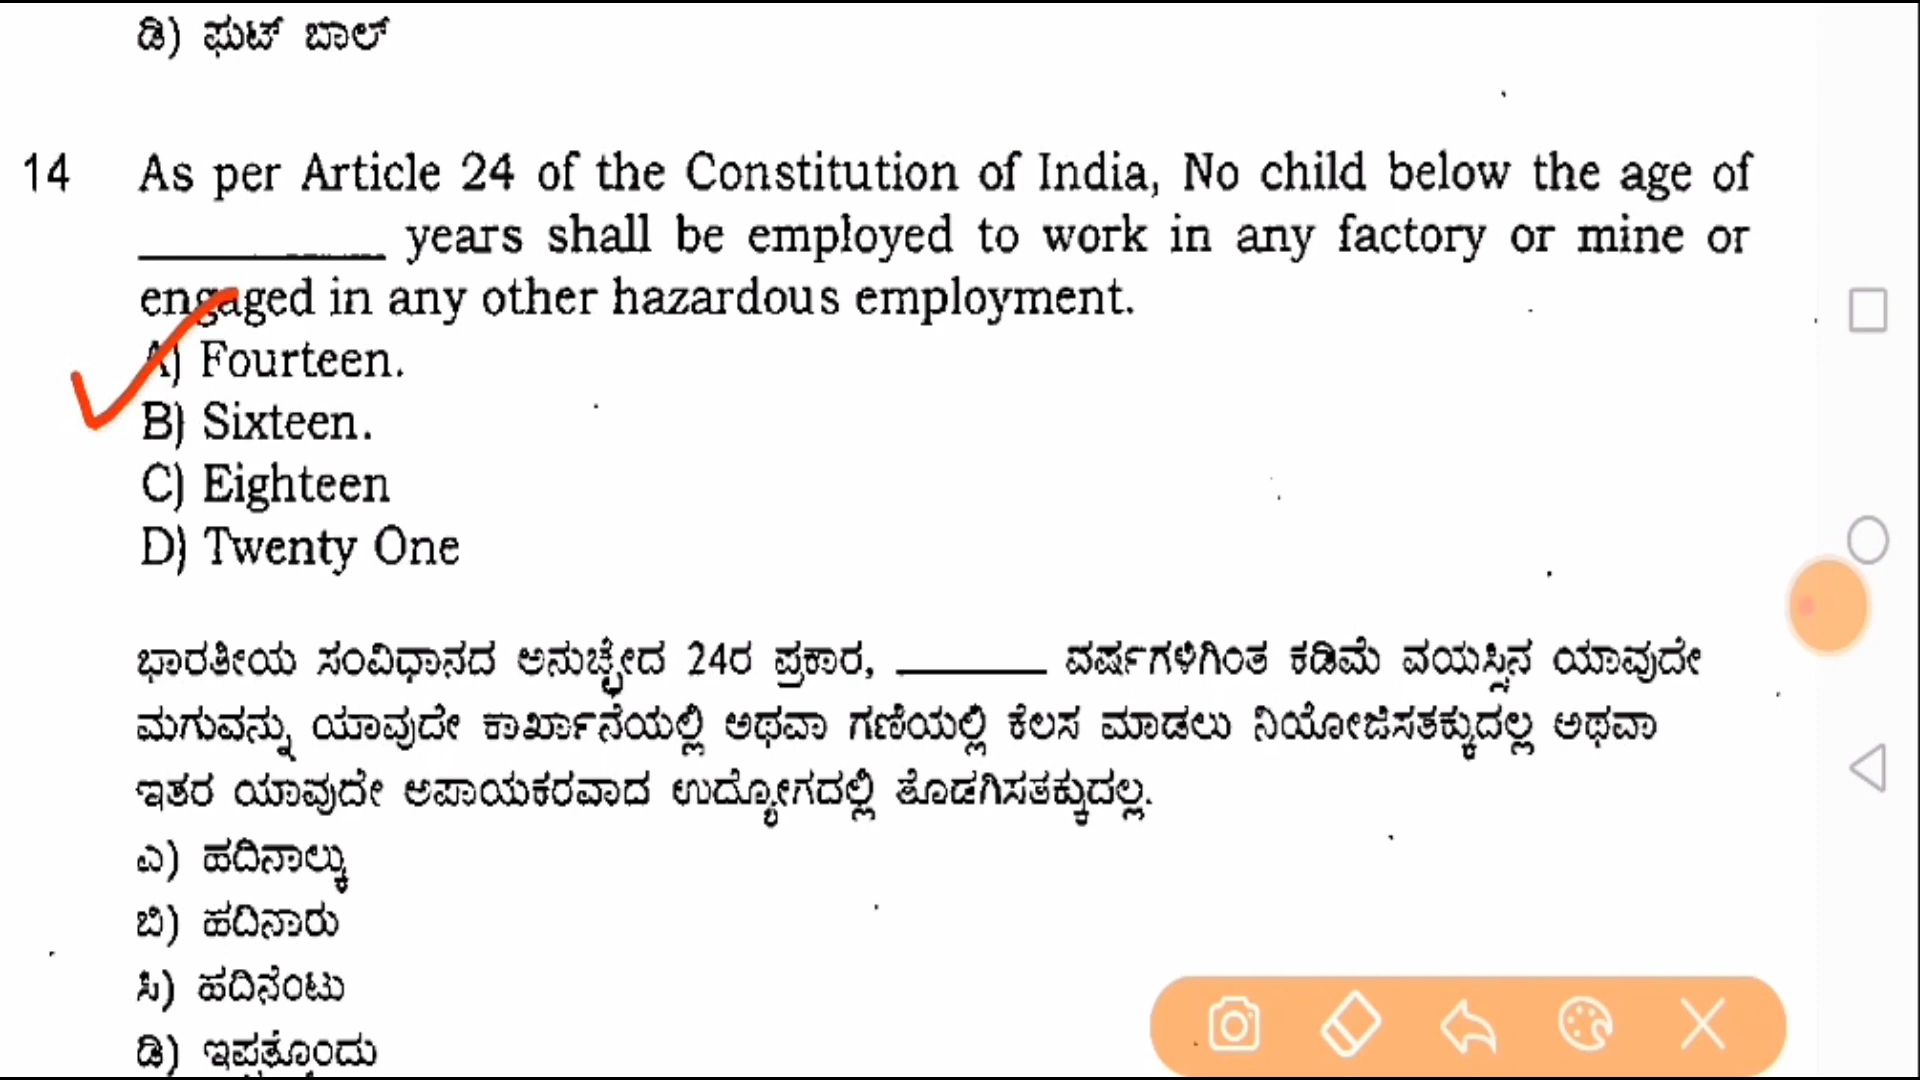 ಡಿ) ಫುಟ್ ಬಾಲ್
14 As per Article 24 of the Constitution of India, No child below the age of
__________ years shall be employed to work in any factory or mine or
engaged in any other hazardous employment.
A) Fourteen.
B) Sixteen.
C) Eighteen
D) Twenty One
ಭಾರತೀಯ ಸಂವಿಧಾನದ ಅನುಚ್ಛೇದ 24ರ ಪ್ರಕಾರ, ______ ವರ್ಷಗಳಿಗಿಂತ ಕಡಿಮೆ ವಯಸ್ಸಿನ ಯಾವುದೇ
ಮಗುವನ್ನು ಯಾವುದೇ ಕಾರ್ಖಾನೆಯಲ್ಲಿ ಅಥವಾ ಗಣಿಯಲ್ಲಿ ಕೆಲಸ ಮಾಡಲು ನಿಯೋಜಿಸತಕ್ಕುದಲ್ಲ ಅಥವಾ
ಇತರ ಯಾವುದೇ ಅಪಾಯಕರವಾದ ಉದ್ಯೋಗದಲ್ಲಿ ತೊಡಗಿಸತಕ್ಕುದಲ್ಲ.
ಎ) ಹದಿನಾಲ್ಕು
ಬಿ) ಹದಿನಾರು
ಸಿ) ಹದಿನೆಂಟು
ಡಿ) ಇಪ್ಪತ್ತೊಂದು